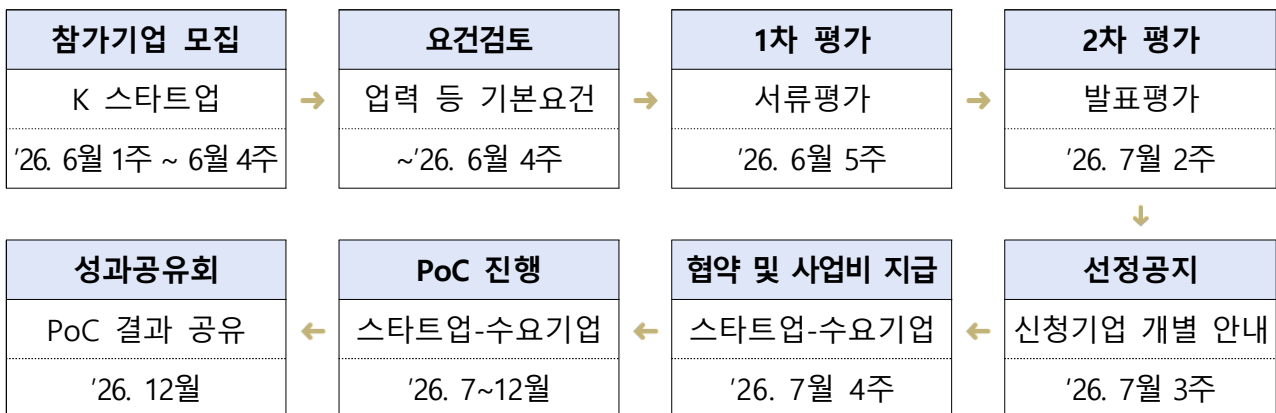 참가기업 모집
K 스타트업
'26. 6월 1주 ~ 6월 4주
➜
요건검토
업력 등 기본요건
~'26. 6월 4주
➜
1차 평가
서류평가
'26. 6월 5주
➜
2차 평가
발표평가
'26. 7월 2주
➜
선정공지
신청기업 개별 안내
'26. 7월 3주
←
협약 및 사업비 지급
스타트업-수요기업
'26. 7월 4주
←
PoC 진행
스타트업-수요기업
'26. 7~12월
←
성과공유회
PoC 결과 공유
'26. 12월